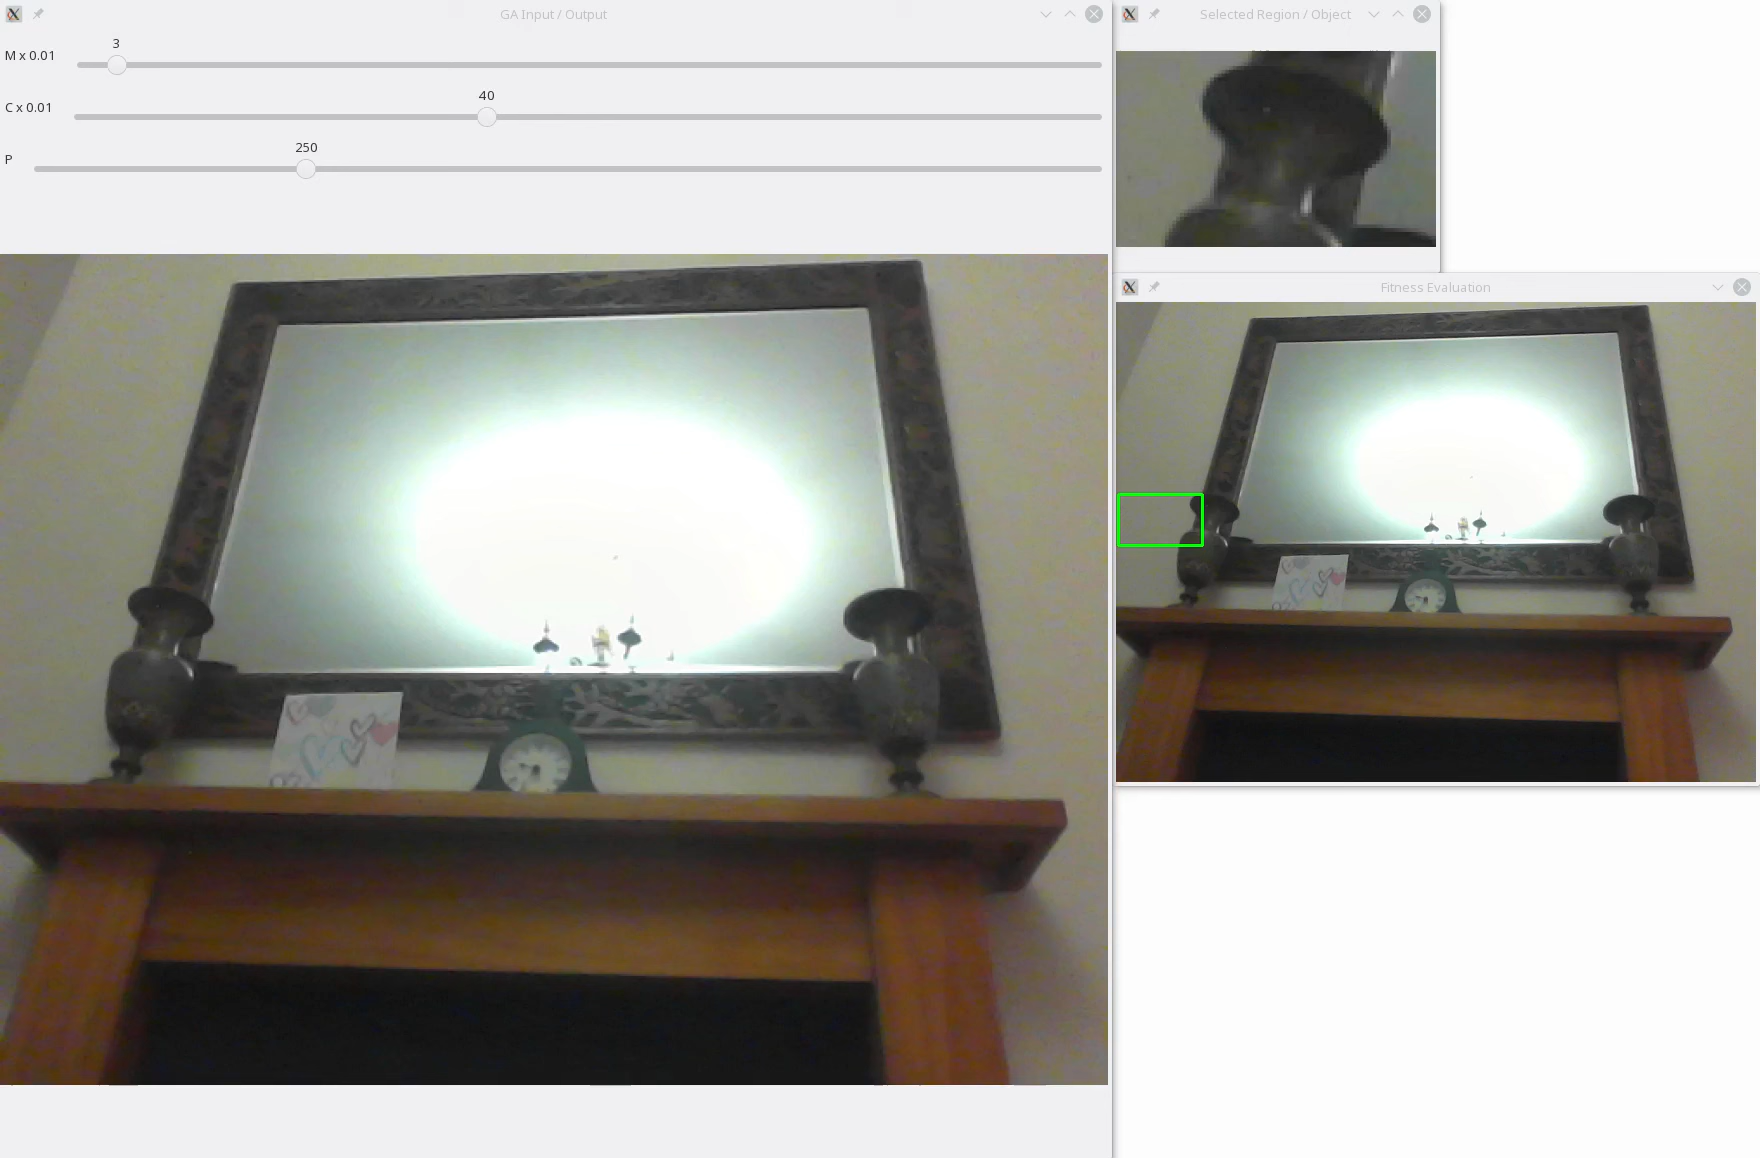 GA Input / Output
M x 0.01
3
C x 0.01
40
P
250
Selected Region / Object
Fitness Evaluation